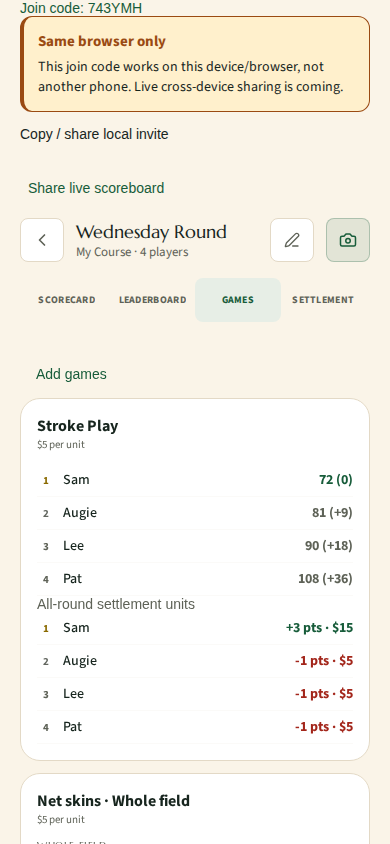 Join code: 743YMH
Same browser only
This join code works on this device/browser, not
another phone. Live cross-device sharing is coming.
Copy / share local invite
Share live scoreboard
Wednesday Round
My Course · 4 players
SCORECARD LEADERBOARD GAMES SETTLEMENT
Add games
Stroke Play
$5 per unit
1 Sam 72 (0)
2 Augie 81 (+9)
3 Lee 90 (+18)
4 Pat 108 (+36)
All-round settlement units
1 Sam +3 pts · $15
2 Augie -1 pts · $5
3 Lee -1 pts · $5
4 Pat -1 pts · $5
Net skins · Whole field
$5 per unit
WHOLE FIELD